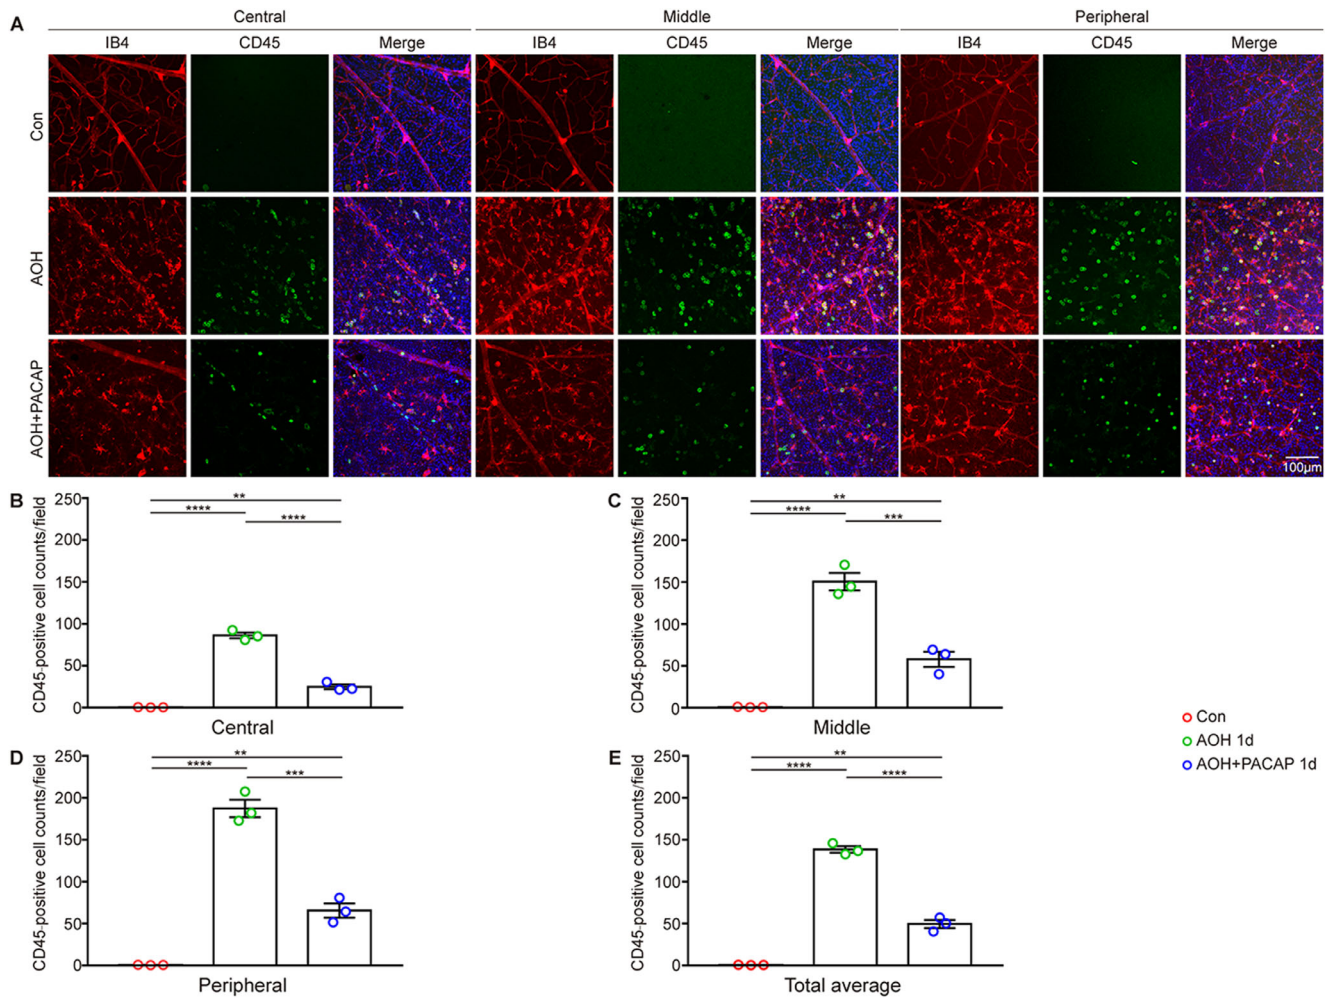 A
Central
Middle
Peripheral
IB4
CD45
Merge
IB4
CD45
Merge
IB4
CD45
Merge
Con
AOH
AOH+PACAP
100µm
B
CD45-positive cell counts/field
250
200
150
100
50
0
**
****
****
Central
C
CD45-positive cell counts/field
250
200
150
100
50
0
**
****
***
Middle
Con
AOH 1d
AOH+PACAP 1d
D
CD45-positive cell counts/field
250
200
150
100
50
0
**
****
***
Peripheral
E
CD45-positive cell counts/field
250
200
150
100
50
0
**
****
****
Total average